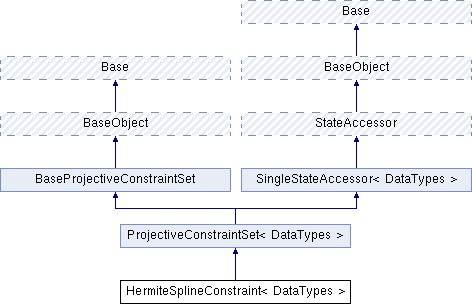 Base
Base
BaseObject
BaseObject
StateAccessor
BaseProjectiveConstraintSet
SingleStateAccessor< DataTypes >
ProjectiveConstraintSet< DataTypes >
HermiteSplineConstraint< DataTypes >